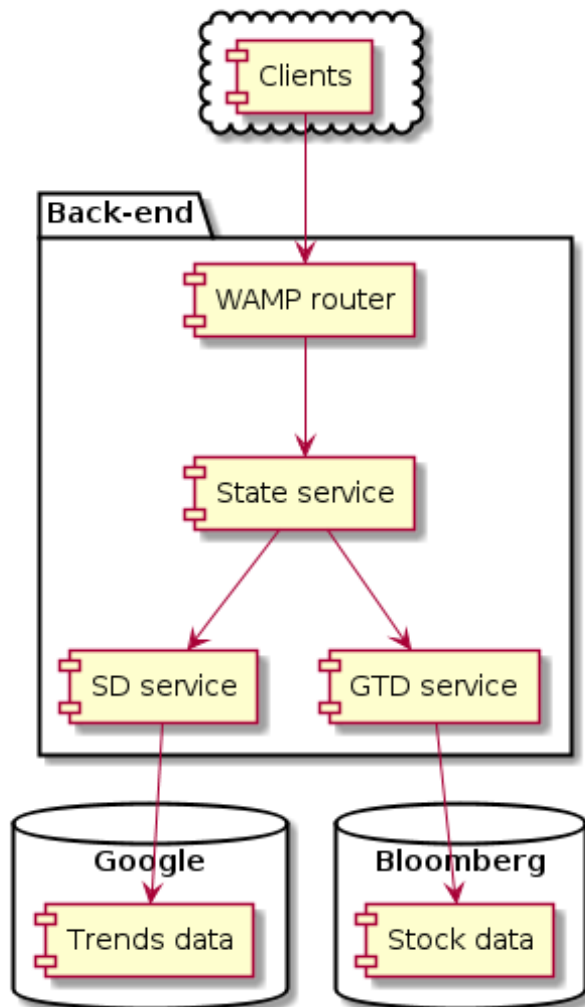 Clients
Back-end
WAMP router
State service
SD service
GTD service
Google
Bloomberg
Trends data
Stock data